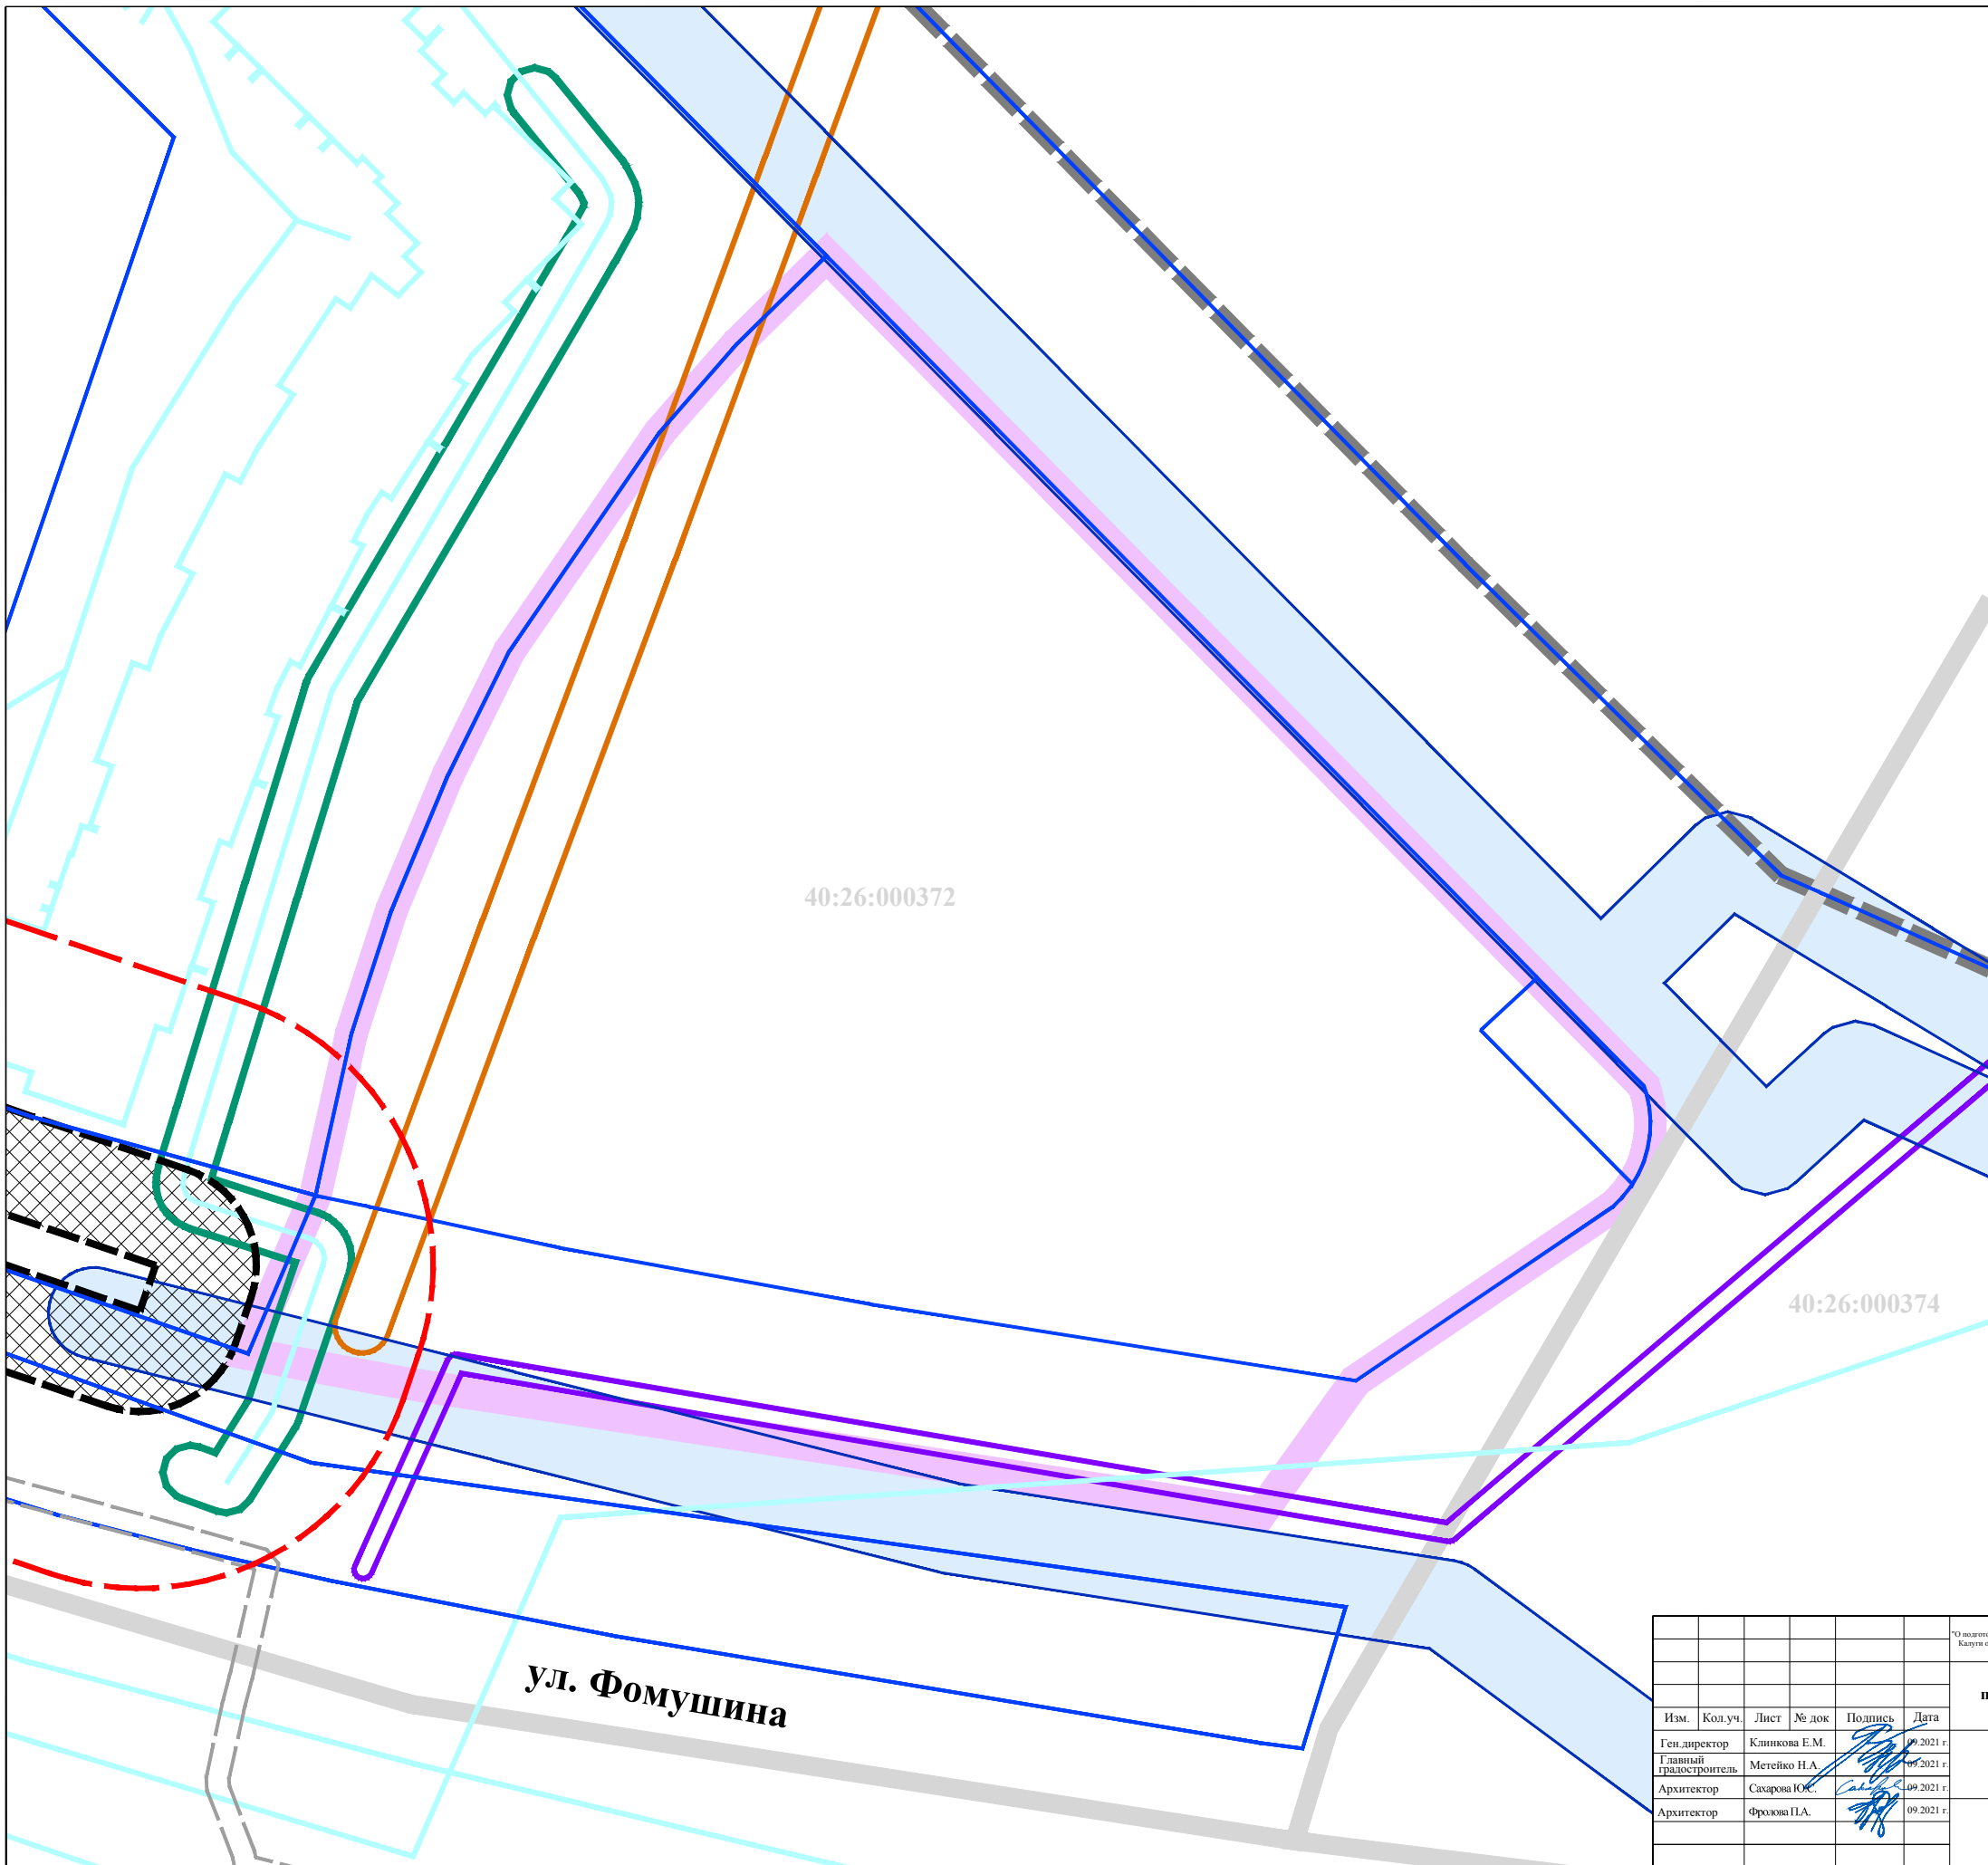 40:26:000372
40:26:000374
ул. Фомушина
Калуги
Изм. Кол.уч. Лист № док Подпись Дата
Ген.директор Клинкова Е.М. 09.2021 г.
Главный градостроитель Метейко Н.А. 09.2021 г.
Архитектор Сахарова Ю.С. 09.2021 г.
Архитектор Фролова П.А. 09.2021 г.